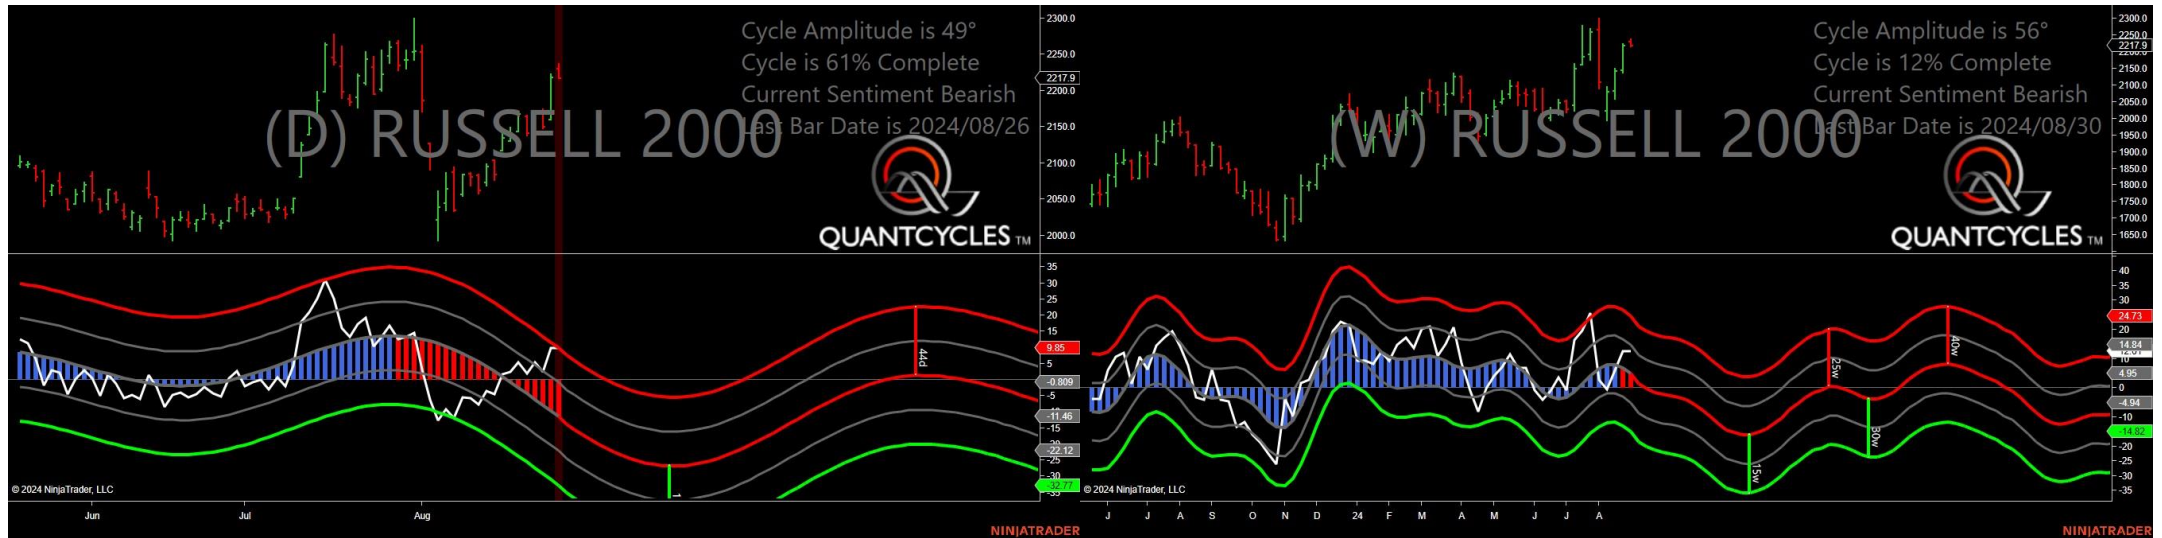 Cycle Amplitude is 49°
Cycle is 61% Complete
Current Sentiment Bearish
Last Bar Date is 2024/08/26
(D) RUSSELL 2000
QUANTCYCLES TM
2300.0
2250.0
2217.9
2200.0
2150.0
2100.0
2050.0
2000.0
35
30
25
20
15
9.85
5
-0.809
-5
-11.46
-15
-22.12
-25
-30
-32.77
-35
44d
1
© 2024 NinjaTrader, LLC
Jun Jul Aug
NINJATRADER
Cycle Amplitude is 56°
Cycle is 12% Complete
Current Sentiment Bearish
Last Bar Date is 2024/08/30
(W) RUSSELL 2000
QUANTCYCLES TM
2300.0
2250.0
2217.9
2150.0
2100.0
2050.0
2000.0
1950.0
1900.0
1850.0
1800.0
1750.0
1700.0
1650.0
40
35
30
24.73
20
14.84
10
4.95
0
-4.94
-10
-14.82
-20
-25
-30
-35
15w
25w
30w
40w
© 2024 NinjaTrader, LLC
J J A S O N D 24 F M A M J J A
NINJATRADER